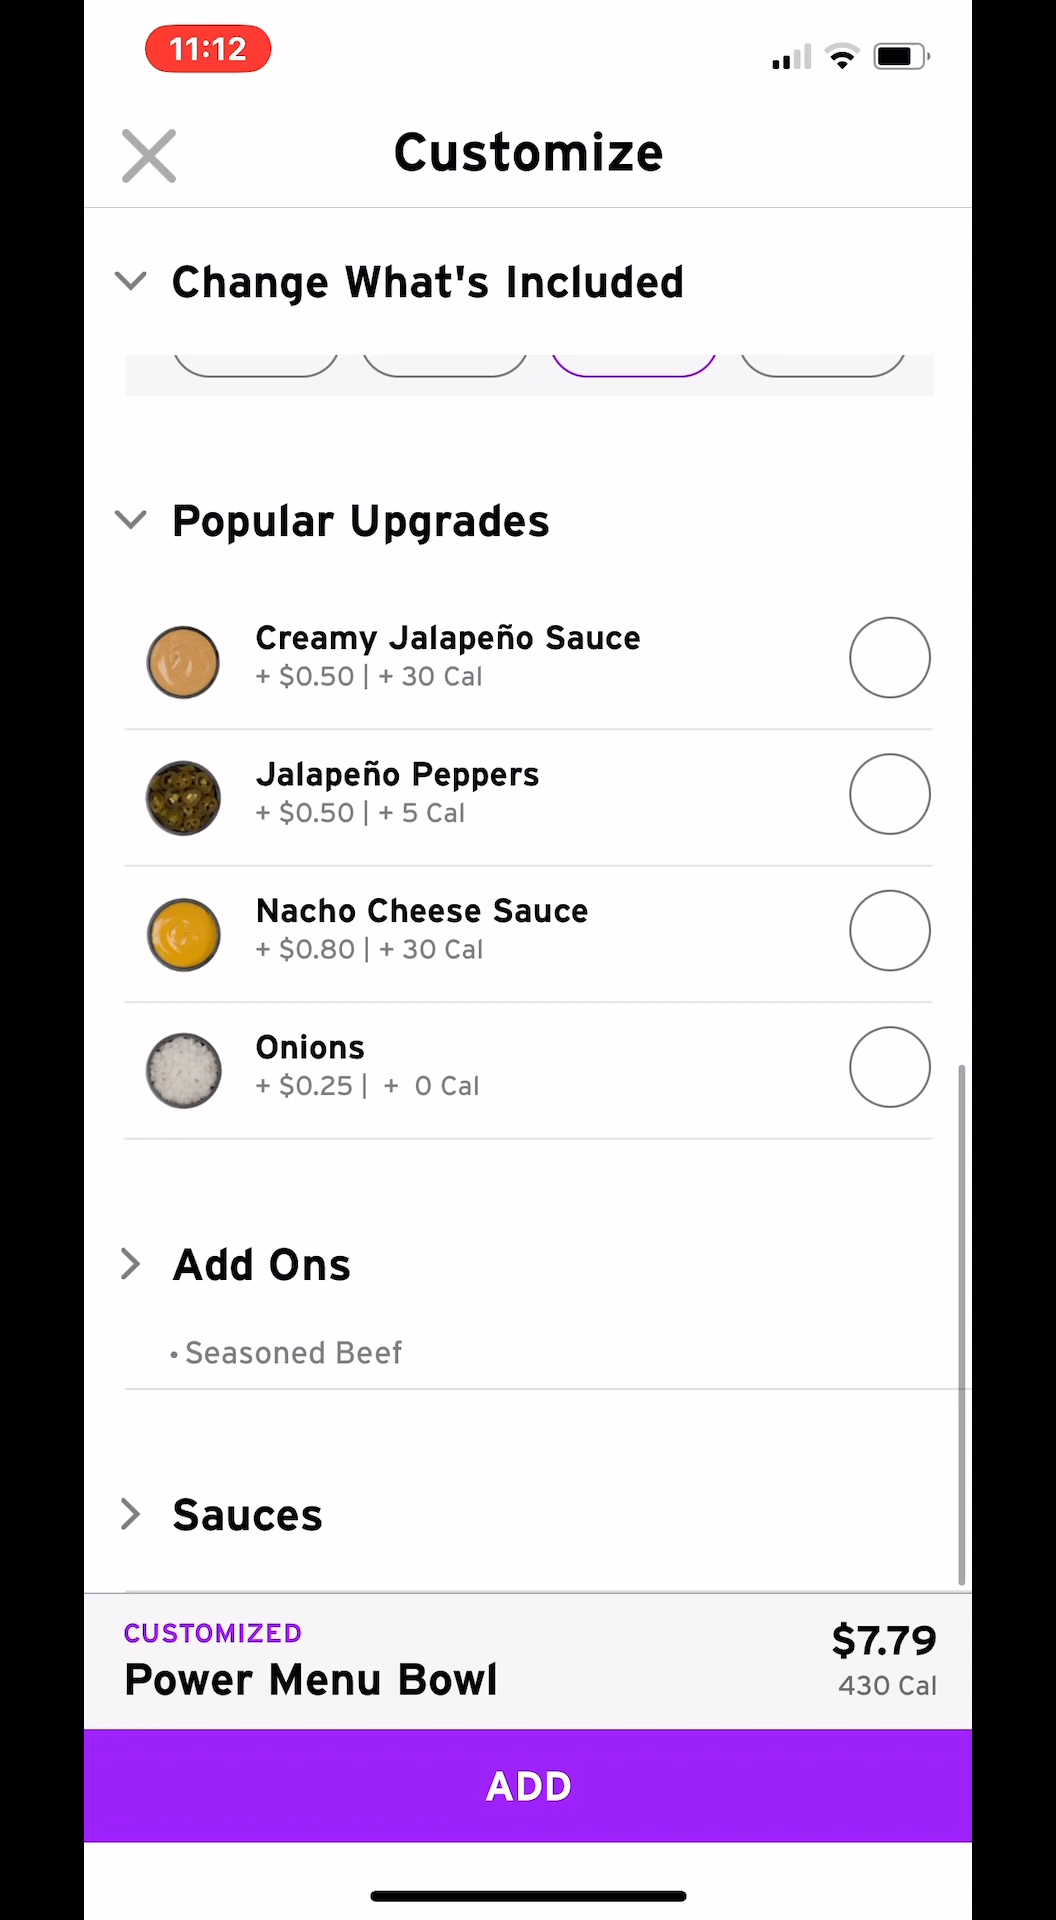 11:12
Customize
Change What's Included
Popular Upgrades
Creamy Jalapeño Sauce
+ $0.50 | + 30 Cal
Jalapeño Peppers
+ $0.50 | + 5 Cal
Nacho Cheese Sauce
+ $0.80 | + 30 Cal
Onions
+ $0.25 | + 0 Cal
Add Ons
• Seasoned Beef
Sauces
CUSTOMIZED
$7.79
Power Menu Bowl
430 Cal
ADD